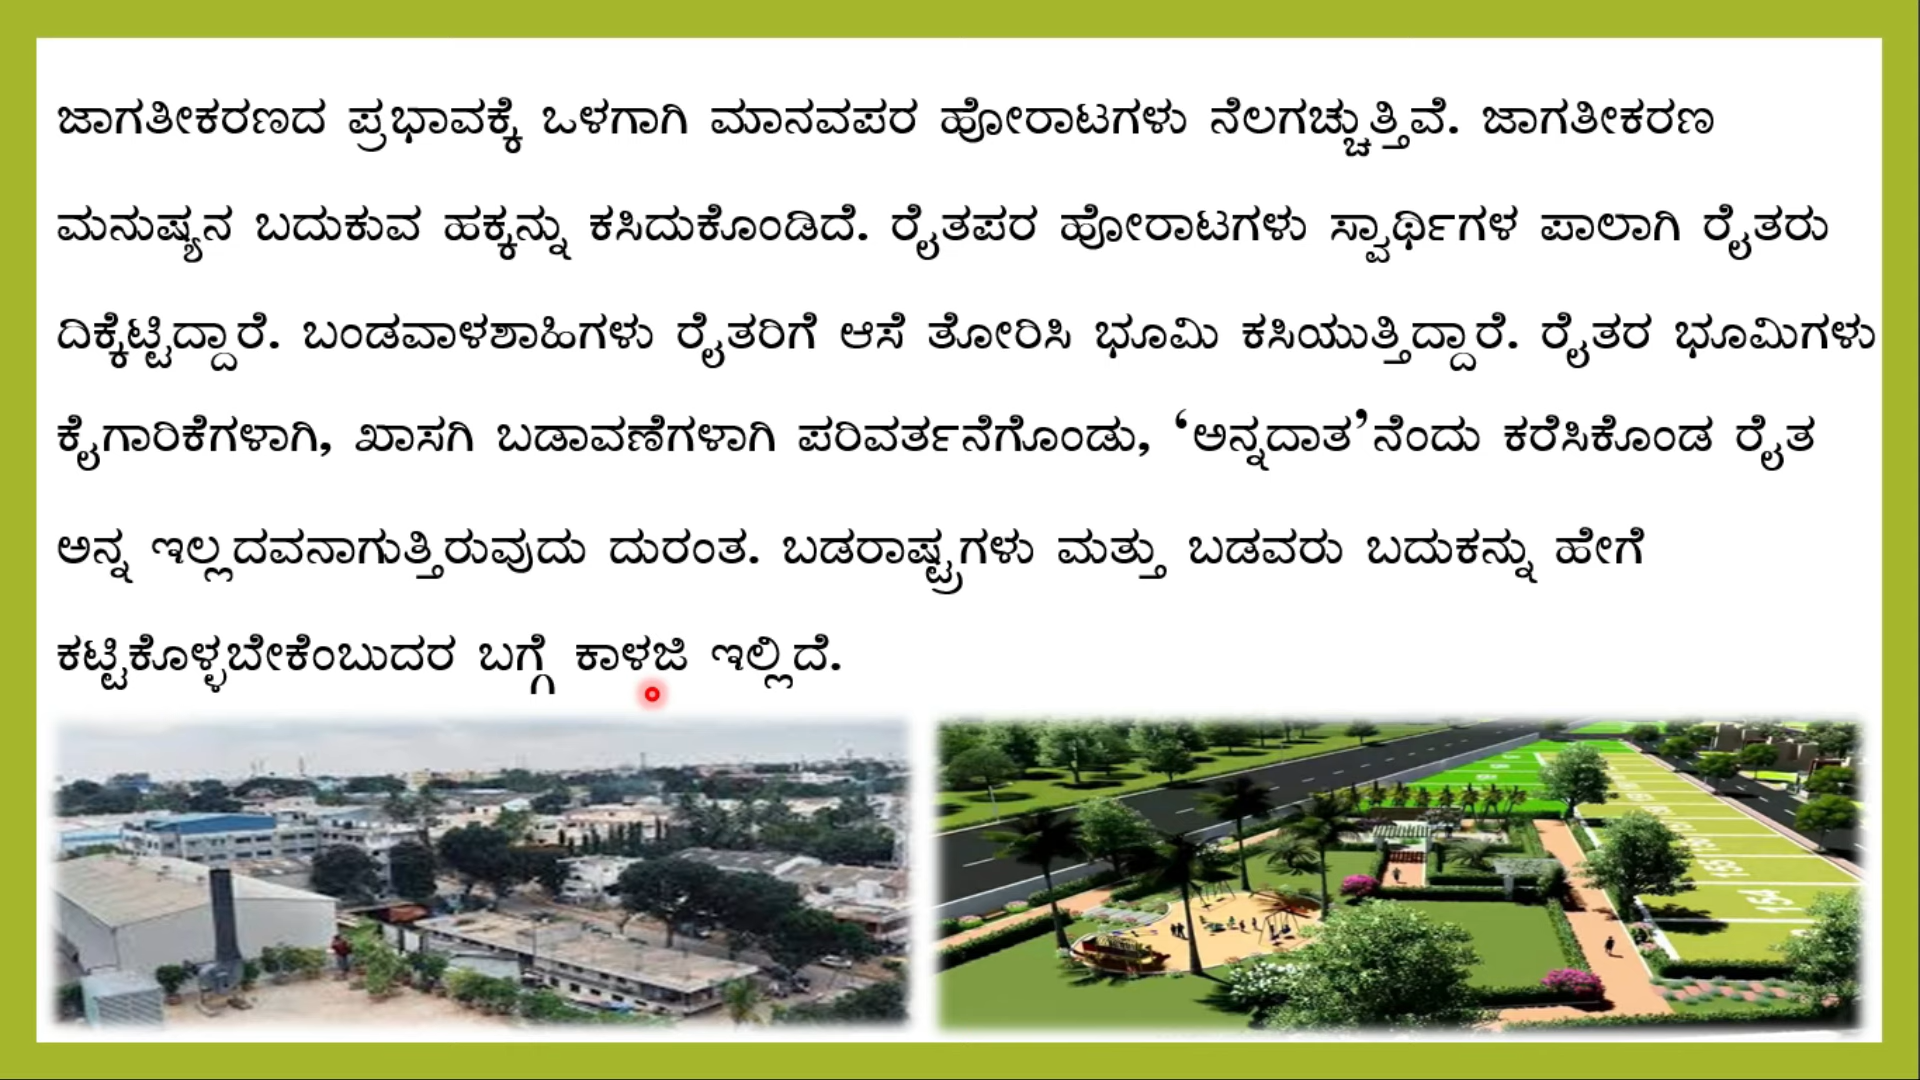 ಜಾಗತೀಕರಣದ ಪ್ರಭಾವಕ್ಕೆ ಒಳಗಾಗಿ ಮಾನವಪರ ಹೋರಾಟಗಳು ನೆಲಗಚ್ಚುತ್ತಿವೆ. ಜಾಗತೀಕರಣ
ಮನುಷ್ಯನ ಬದುಕುವ ಹಕ್ಕನ್ನು ಕಸಿದುಕೊಂಡಿದೆ. ರೈತಪರ ಹೋರಾಟಗಳು ಸ್ವಾರ್ಥಿಗಳ ಪಾಲಾಗಿ ರೈತರು
ದಿಕ್ಕೆಟ್ಟಿದ್ದಾರೆ. ಬಂಡವಾಳಶಾಹಿಗಳು ರೈತರಿಗೆ ಆಸೆ ತೋರಿಸಿ ಭೂಮಿ ಕಸಿಯುತ್ತಿದ್ದಾರೆ. ರೈತರ ಭೂಮಿಗಳು
ಕೈಗಾರಿಕೆಗಳಾಗಿ, ಖಾಸಗಿ ಬಡಾವಣೆಗಳಾಗಿ ಪರಿವರ್ತನೆಗೊಂಡು, ‘ಅನ್ನದಾತ’ನೆಂದು ಕರೆಸಿಕೊಂಡ ರೈತ
ಅನ್ನ ಇಲ್ಲದವನಾಗುತ್ತಿರುವುದು ದುರಂತ. ಬಡರಾಷ್ಟ್ರಗಳು ಮತ್ತು ಬಡವರು ಬದುಕನ್ನು ಹೇಗೆ
ಕಟ್ಟಿಕೊಳ್ಳಬೇಕೆಂಬುದರ ಬಗ್ಗೆ ಕಾಳಜಿ ಇಲ್ಲಿದೆ.